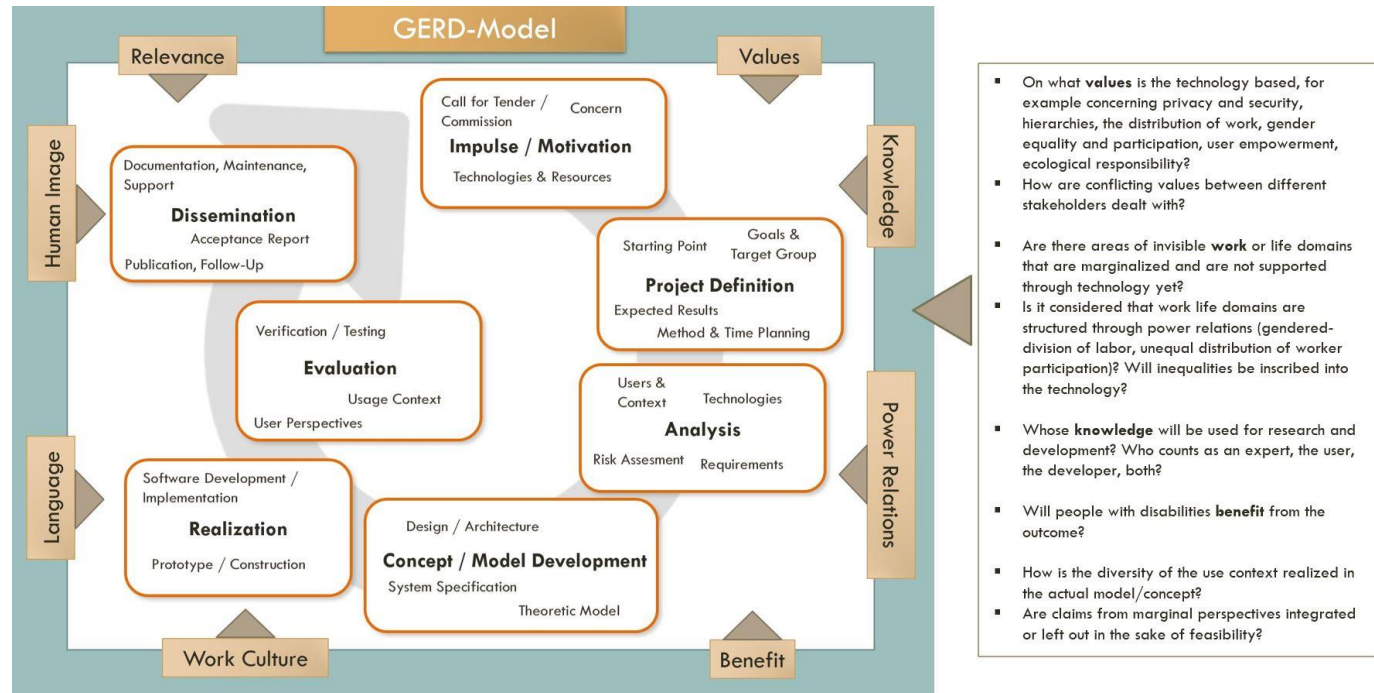 GERD-Model
Relevance
Values
Human Image
Knowledge
Language
Power Relations
Work Culture
Benefit
Call for Tender /
Commission
Concern
Impulse / Motivation
Technologies & Resources
Starting Point
Goals &
Target Group
Project Definition
Expected Results
Method & Time Planning
Users &
Context
Technologies
Analysis
Risk Assesment
Requirements
Design / Architecture
Concept / Model Development
System Specification
Theoretic Model
Software Development /
Implementation
Realization
Prototype / Construction
Verification / Testing
Evaluation
Usage Context
User Perspectives
Documentation, Maintenance,
Support
Dissemination
Acceptance Report
Publication, Follow-Up
▪ On what values is the technology based, for
example concerning privacy and security,
hierarchies, the distribution of work, gender
equality and participation, user empowerment,
ecological responsibility?
▪ How are conflicting values between different
stakeholders dealt with?
▪ Are there areas of invisible work or life domains
that are marginalized and are not supported
through technology yet?
▪ Is it considered that work life domains are
structured through power relations (gendered-
division of labor, unequal distribution of worker
participation)? Will inequalities be inscribed into
the technology?
▪ Whose knowledge will be used for research and
development? Who counts as an expert, the user,
the developer, both?
▪ Will people with disabilities benefit from the
outcome?
▪ How is the diversity of the use context realized in
the actual model/concept?
▪ Are claims from marginal perspectives integrated
or left out in the sake of feasibility?